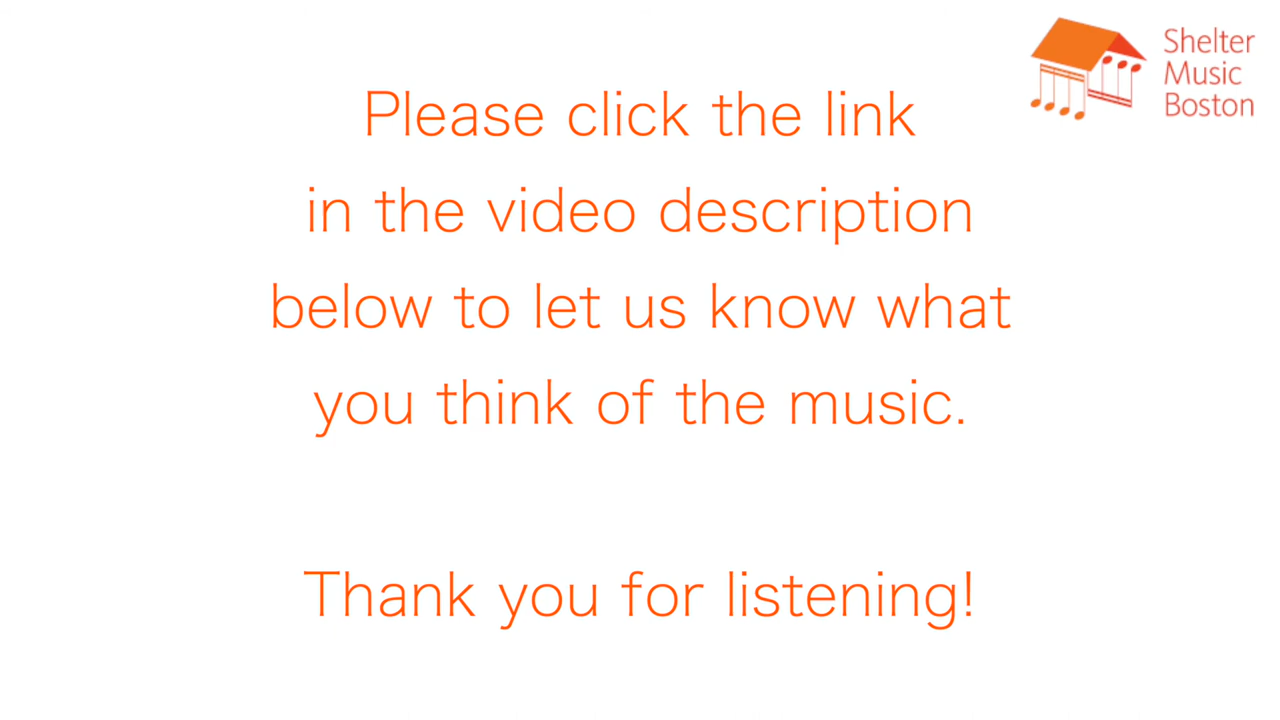 Shelter
Music
Boston
Please click the link
in the video description
below to let us know what
you think of the music.
Thank you for listening!